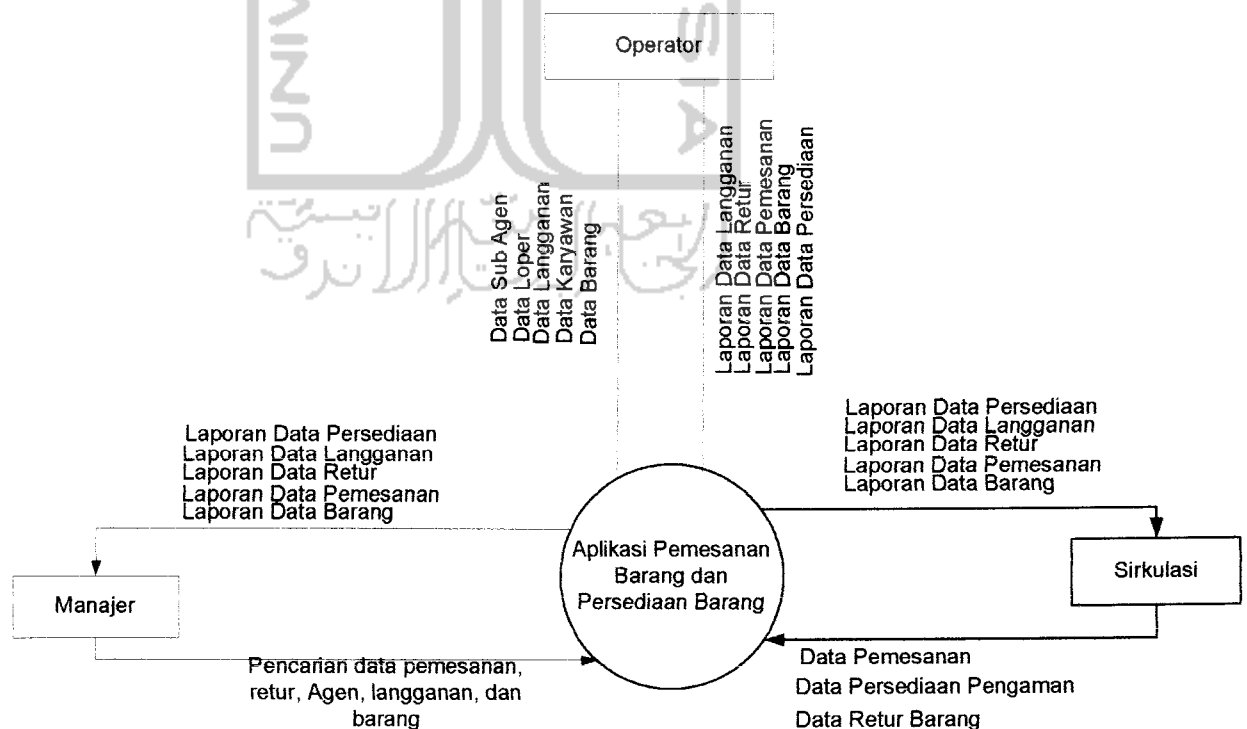 Operator
UNIV
SIA
Data Sub Agen
Data Loper
Data Langganan
Data Karyawan
Data Barang
Laporan Data Langganan
Laporan Data Retur
Laporan Data Pemesanan
Laporan Data Barang
Laporan Data Persediaan
Laporan Data Persediaan
Laporan Data Langganan
Laporan Data Retur
Laporan Data Pemesanan
Laporan Data Barang
Laporan Data Persediaan
Laporan Data Langganan
Laporan Data Retur
Laporan Data Pemesanan
Laporan Data Barang
Aplikasi Pemesanan
Barang dan
Persediaan Barang
Manajer
Sirkulasi
Pencarian data pemesanan,
retur, Agen, langganan, dan
barang
Data Pemesanan
Data Persediaan Pengaman
Data Retur Barang